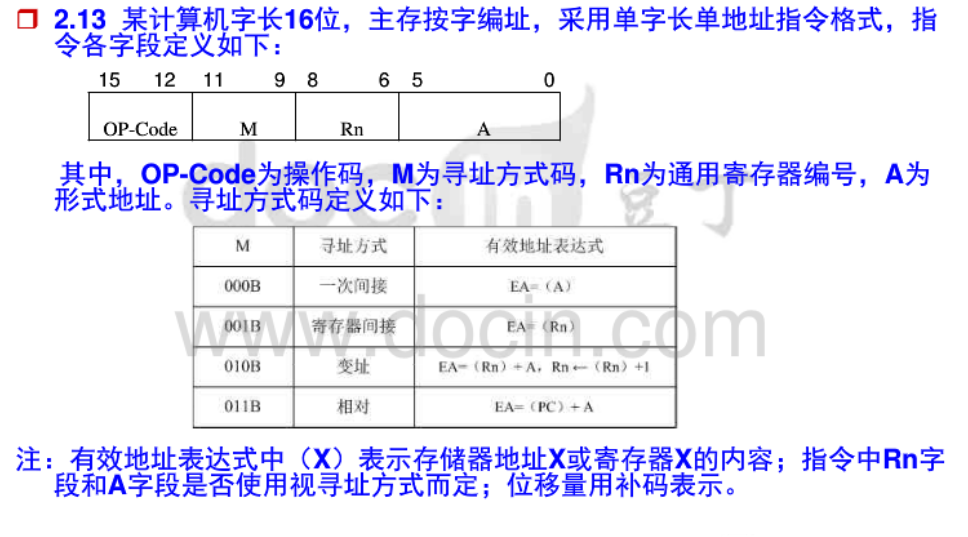 2.13 某计算机字长16位，主存按字编址，采用单字长单地址指令格式，指
令各字段定义如下：
15 12 11 9 8 6 5 0
OP-Code M Rn A
其中，OP-Code为操作码，M为寻址方式码，Rn为通用寄存器编号，A为
形式地址。寻址方式码定义如下：
M 寻址方式 有效地址表达式
000B 一次间接 EA=（A）
001B 寄存器间接 EA=（Rn）
010B 变址 EA=（Rn）+A，Rn←（Rn）+1
011B 相对 EA=（PC）+A
注：有效地址表达式中（X）表示存储器地址X或寄存器X的内容；指令中Rn字
段和A字段是否使用视寻址方式而定；位移量用补码表示。
docin 豆丁
www.docin.com